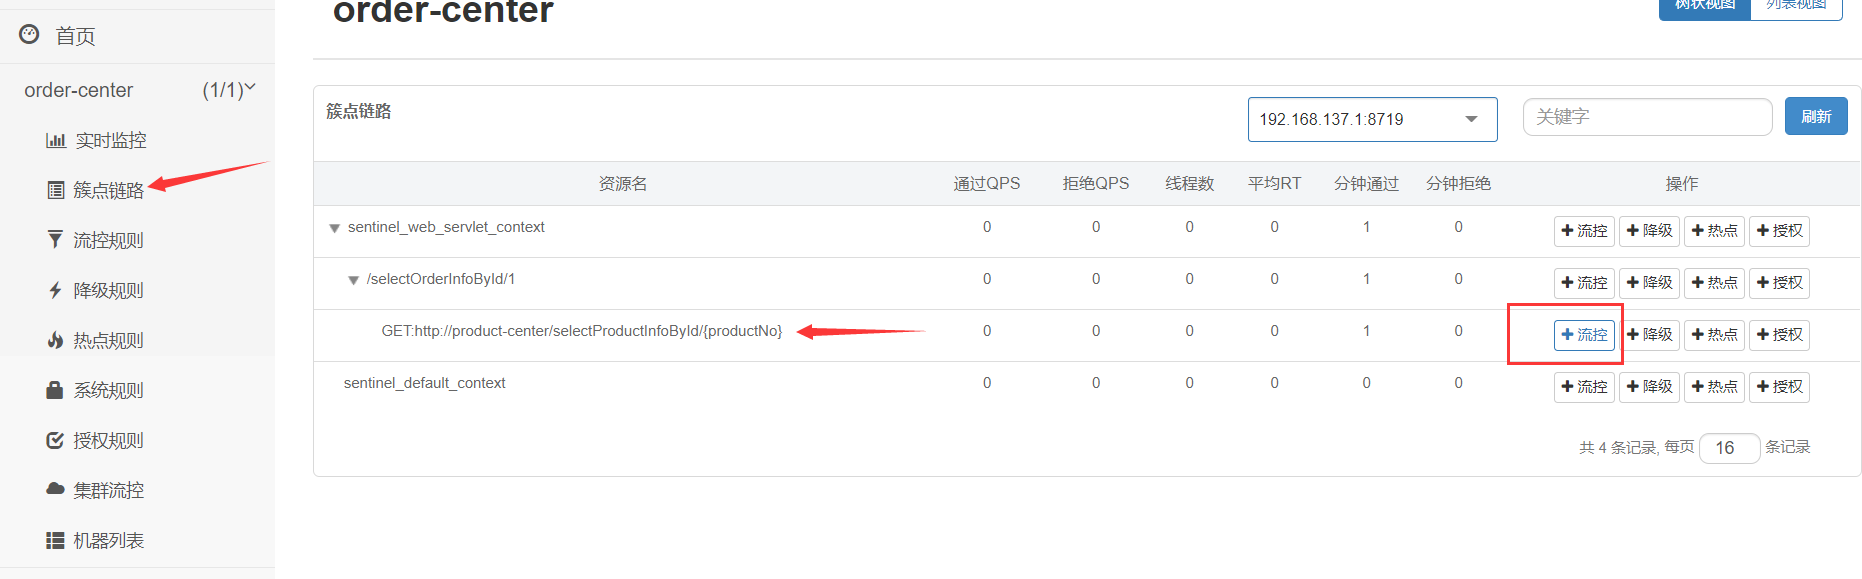 order-center
树状视图 列表视图
首页
order-center (1/1)
实时监控
簇点链路
流控规则
降级规则
热点规则
系统规则
授权规则
集群流控
机器列表
簇点链路 192.168.137.1:8719 关键字 刷新
资源名 通过QPS 拒绝QPS 线程数 平均RT 分钟通过 分钟拒绝 操作
sentinel_web_servlet_context 0 0 0 0 1 0 +流控 +降级 +热点 +授权
/selectOrderInfoById/1 0 0 0 0 1 0 +流控 +降级 +热点 +授权
GET:http://product-center/selectProductInfoById/{productNo} 0 0 0 0 1 0 +流控 +降级 +热点 +授权
sentinel_default_context 0 0 0 0 0 0 +流控 +降级 +热点 +授权
共 4 条记录, 每页 16 条记录